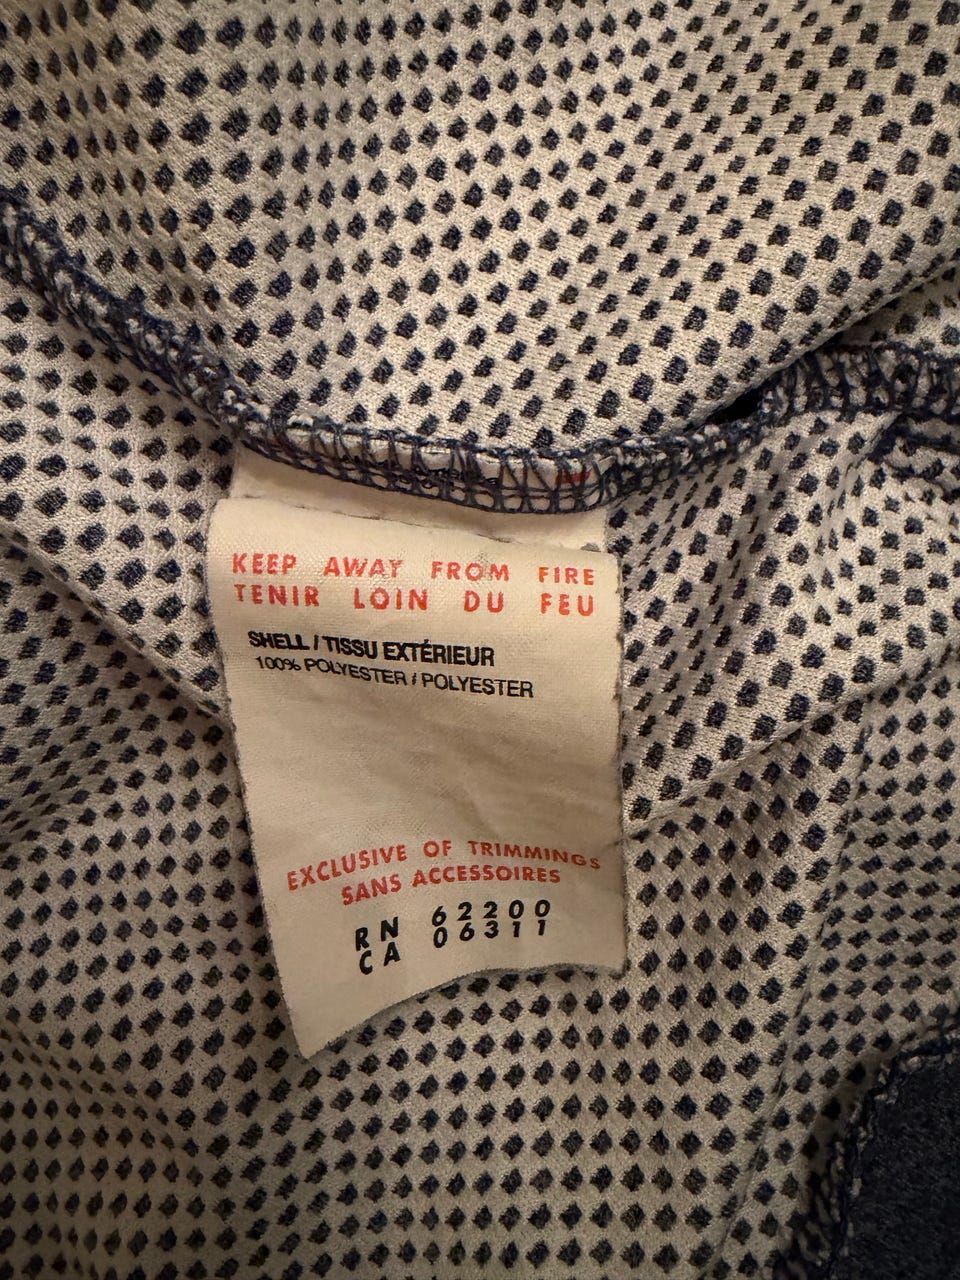 KEEP AWAY FROM FIRE
TENIR LOIN DU FEU
SHELL / TISSU EXTÉRIEUR
100% POLYESTER / POLYESTER
EXCLUSIVE OF TRIMMINGS
SANS ACCESSOIRES
RN 62200
CA 06311